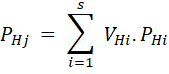 $P_{Hj} = \sum_{i=1}^{s} V_{Hi} . P_{Hi}$